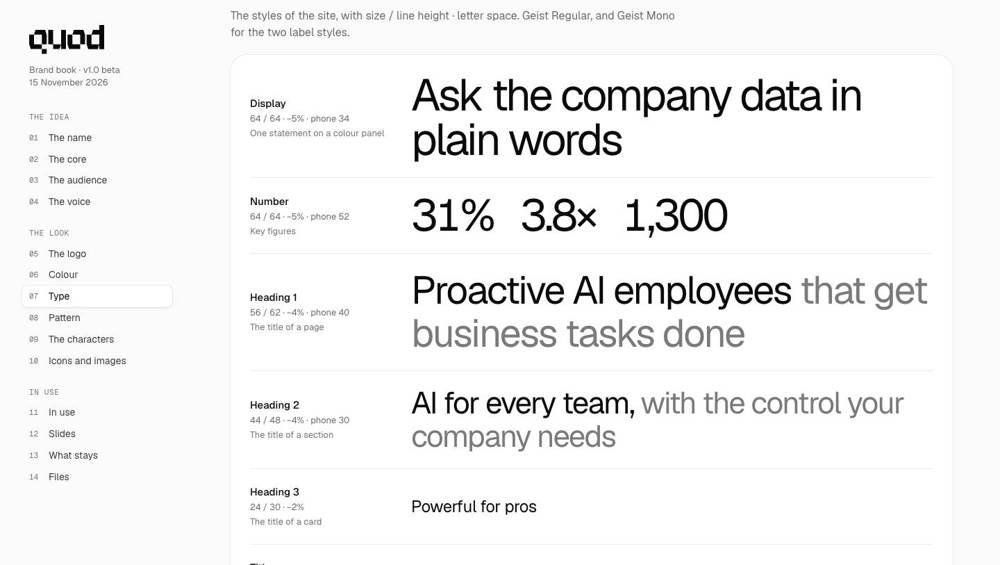 quod
Brand book · v1.0 beta
15 November 2026
THE IDEA
01 The name
02 The core
03 The audience
04 The voice
THE LOOK
05 The logo
06 Colour
07 Type
08 Pattern
09 The characters
10 Icons and images
IN USE
11 In use
12 Slides
13 What stays
14 Files
The styles of the site, with size / line height · letter space. Geist Regular, and Geist Mono
for the two label styles.
Display
64 / 64 · −5% · phone 34
One statement on a colour panel
Ask the company data in
plain words
Number
64 / 64 · −5% · phone 52
Key figures
31% 3.8× 1,300
Heading 1
56 / 62 · −4% · phone 40
The title of a page
Proactive AI employees that get
business tasks done
Heading 2
44 / 48 · −4% · phone 30
The title of a section
AI for every team, with the control your
company needs
Heading 3
24 / 30 · −2%
The title of a card
Powerful for pros